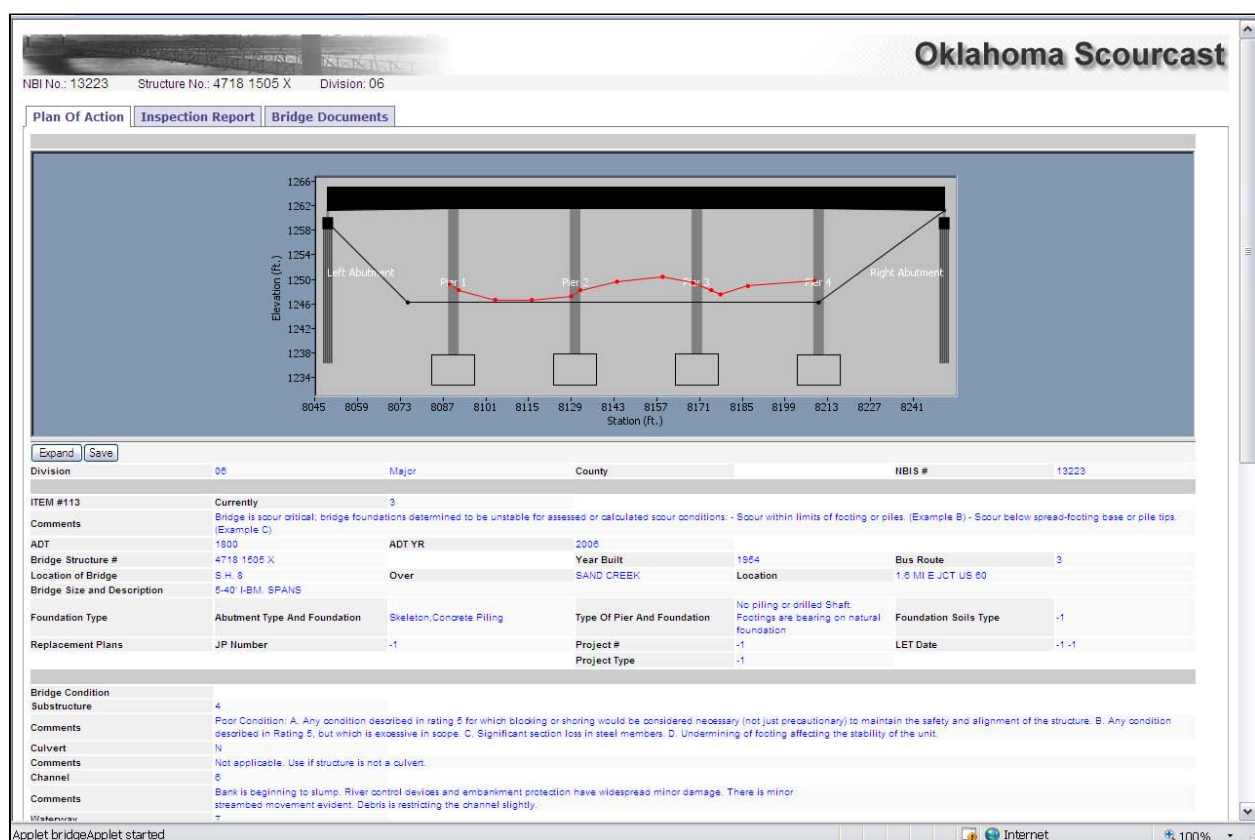 Oklahoma Scourcast
NBI No.: 13223 Structure No.: 4718 1505 X Division: 06
Plan Of Action Inspection Report Bridge Documents
1266
1262
1258
1254
1250
1246
1242
1238
1234
Elevation (ft.)
Left Abutment Pier 1 Pier 2 Pier 3 Pier 4 Right Abutment
8045 8059 8073 8087 8101 8115 8129 8143 8157 8171 8185 8199 8213 8227 8241
Station (ft.)
Expand Save
Division 06 Major County NBIS # 13223
ITEM #113 Currently 3
Comments Bridge is scour critical; bridge foundations determined to be unstable for assessed or calculated scour conditions: - Scour within limits of footing or piles. (Example B) - Scour below spread-footing base or pile tips.
(Example C)
ADT 1800 ADT YR 2006
Bridge Structure # 4718 1505 X Year Built 1954 Bus Route 3
Location of Bridge S.H. 8 Over SAND CREEK Location 1.6 MI E JCT US 60
Bridge Size and Description 5-40' I-BM. SPANS
Foundation Type Abutment Type And Foundation Skeleton,Concrete Piling Type Of Pier And Foundation No piling or drilled Shaft.
Footings are bearing on natural
foundation Foundation Soils Type -1
Replacement Plans JP Number -1 Project # -1 LET Date -1 -1
Project Type -1
Bridge Condition
Substructure 4
Comments Poor Condition: A. Any condition described in rating 5 for which blocking or shoring would be considered necessary (not just precautionary) to maintain the safety and alignment of the structure. B. Any condition
described in Rating 5, but which is excessive in scope. C. Significant section loss in steel members. D. Undermining of footing affecting the stability of the unit.
Culvert N
Comments Not applicable. Use if structure is not a culvert.
Channel 6
Comments Bank is beginning to slump. River control devices and embankment protection have widespread minor damage. There is minor
streambed movement evident. Debris is restricting the channel slightly.
Waterway 7
Applet bridgeApplet started Internet 100%